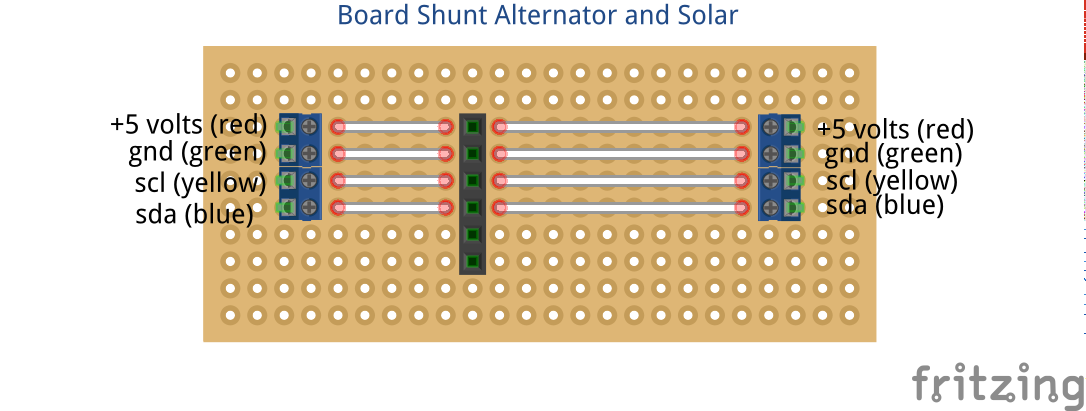 Board Shunt Alternator and Solar
+5 volts (red)
gnd (green)
scl (yellow)
sda (blue)
+5 volts (red)
gnd (green)
scl (yellow)
sda (blue)
fritzing